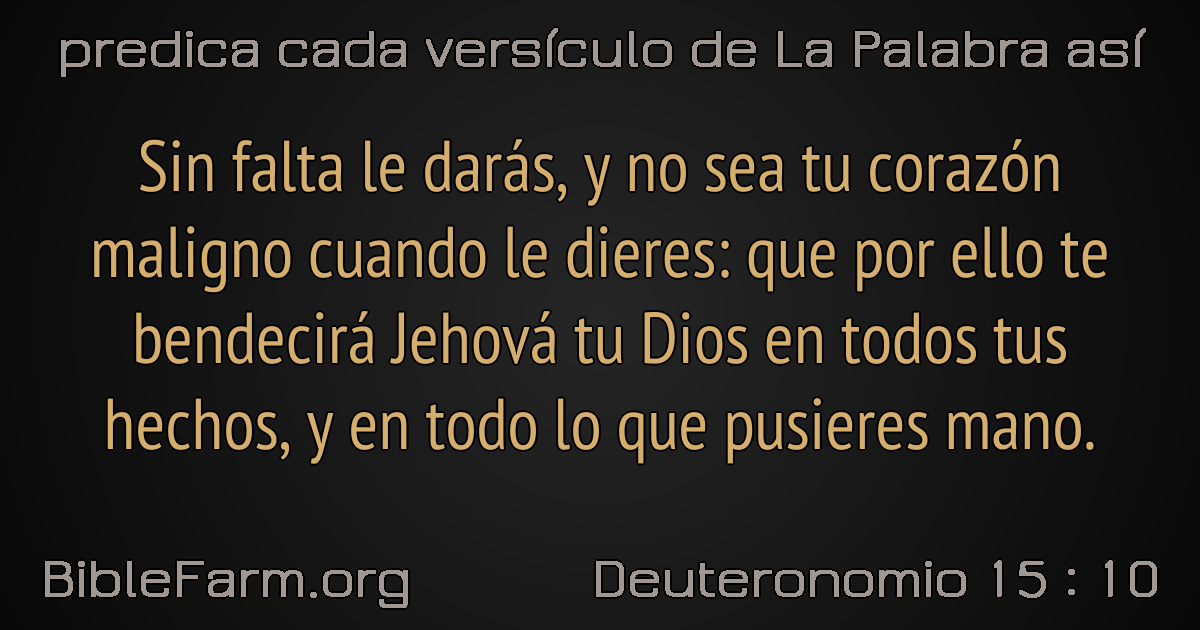 predica cada versículo de La Palabra así
Sin falta le darás, y no sea tu corazón
maligno cuando le dieres: que por ello te
bendecirá Jehová tu Dios en todos tus
hechos, y en todo lo que pusieres mano.
BibleFarm.org
Deuteronomio 15 : 10